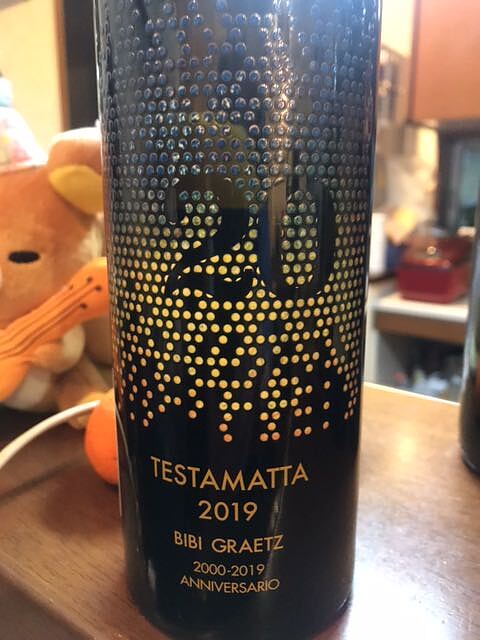 20
TESTAMATTA
2019
BIBI GRAETZ
2000-2019
ANNIVERSARIO